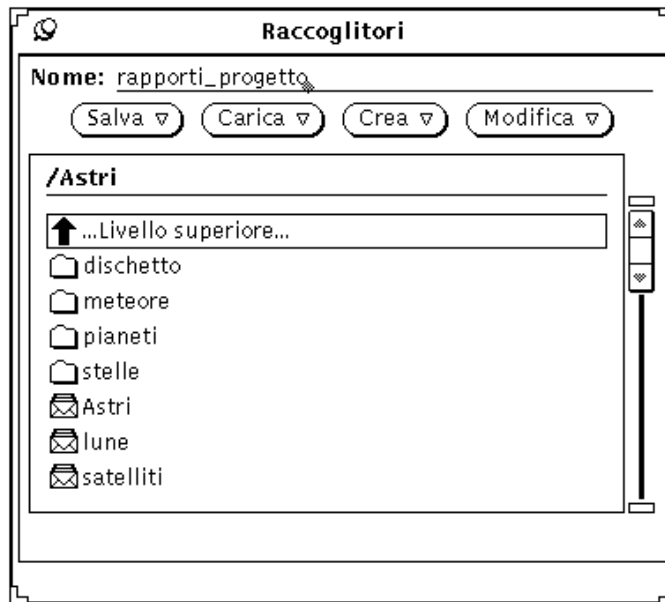 Raccoglitori
Nome: rapporti_progetto
Salva Carica Crea Modifica
/Astri
...Livello superiore...
dischetto
meteore
pianeti
stelle
Astri
lune
satelliti